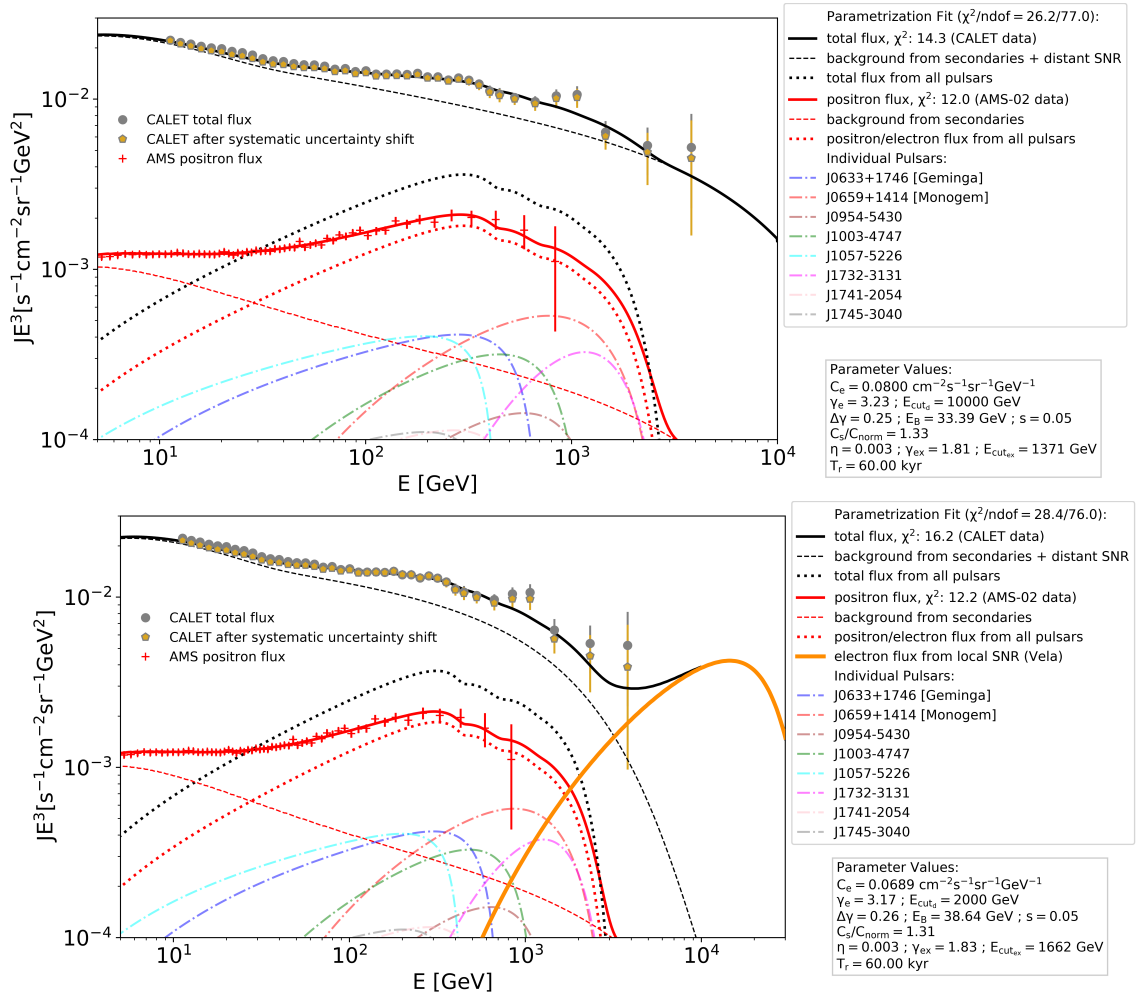 Parametrization Fit (χ²/ndof = 26.2/77.0):
total flux, χ²: 14.3 (CALET data)
background from secondaries + distant SNR
total flux from all pulsars
positron flux, χ²: 12.0 (AMS-02 data)
background from secondaries
positron/electron flux from all pulsars
Individual Pulsars:
J0633+1746 [Geminga]
J0659+1414 [Monogem]
J0954-5430
J1003-4747
J1057-5226
J1732-3131
J1741-2054
J1745-3040
CALET total flux
CALET after systematic uncertainty shift
AMS positron flux
JE³[s⁻¹cm⁻²sr⁻¹GeV²]
10⁻²
10⁻³
10⁻⁴
10¹
10²
10³
10⁴
E [GeV]
Parameter Values:
Cₑ = 0.0800 cm⁻²s⁻¹sr⁻¹GeV⁻¹
γₑ = 3.23 ; E_cut_d = 10000 GeV
Δγ = 0.25 ; E_B = 33.39 GeV ; s = 0.05
C_s/C_norm = 1.33
η = 0.003 ; γ_ex = 1.81 ; E_cut_ex = 1371 GeV
T_r = 60.00 kyr
Parametrization Fit (χ²/ndof = 28.4/76.0):
total flux, χ²: 16.2 (CALET data)
background from secondaries + distant SNR
total flux from all pulsars
positron flux, χ²: 12.2 (AMS-02 data)
background from secondaries
positron/electron flux from all pulsars
electron flux from local SNR (Vela)
Individual Pulsars:
J0633+1746 [Geminga]
J0659+1414 [Monogem]
J0954-5430
J1003-4747
J1057-5226
J1732-3131
J1741-2054
J1745-3040
CALET total flux
CALET after systematic uncertainty shift
AMS positron flux
JE³[s⁻¹cm⁻²sr⁻¹GeV²]
10⁻²
10⁻³
10⁻⁴
10¹
10²
10³
10⁴
E [GeV]
Parameter Values:
Cₑ = 0.0689 cm⁻²s⁻¹sr⁻¹GeV⁻¹
γₑ = 3.17 ; E_cut_d = 2000 GeV
Δγ = 0.26 ; E_B = 38.64 GeV ; s = 0.05
C_s/C_norm = 1.31
η = 0.003 ; γ_ex = 1.83 ; E_cut_ex = 1662 GeV
T_r = 60.00 kyr